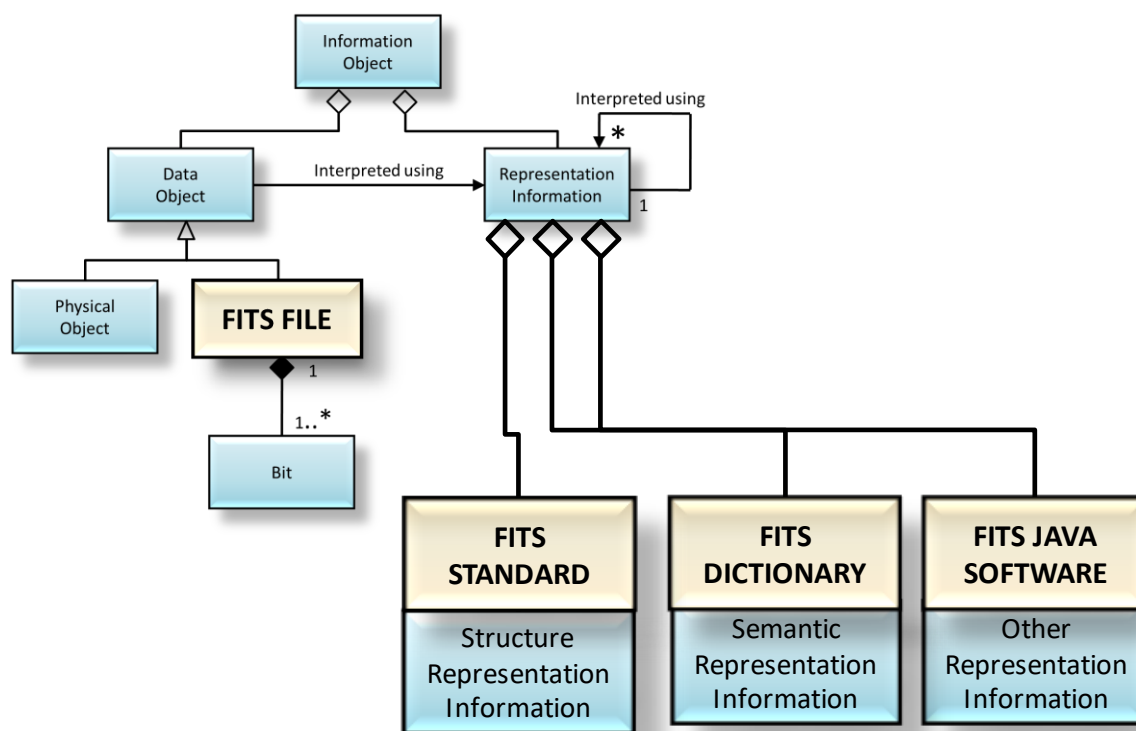 Information
Object
Interpreted using
*
Data
Object
Interpreted using
Representation
Information
1
Physical
Object
FITS FILE
1
1..*
Bit
FITS
STANDARD
Structure
Representation
Information
FITS
DICTIONARY
Semantic
Representation
Information
FITS JAVA
SOFTWARE
Other
Representation
Information